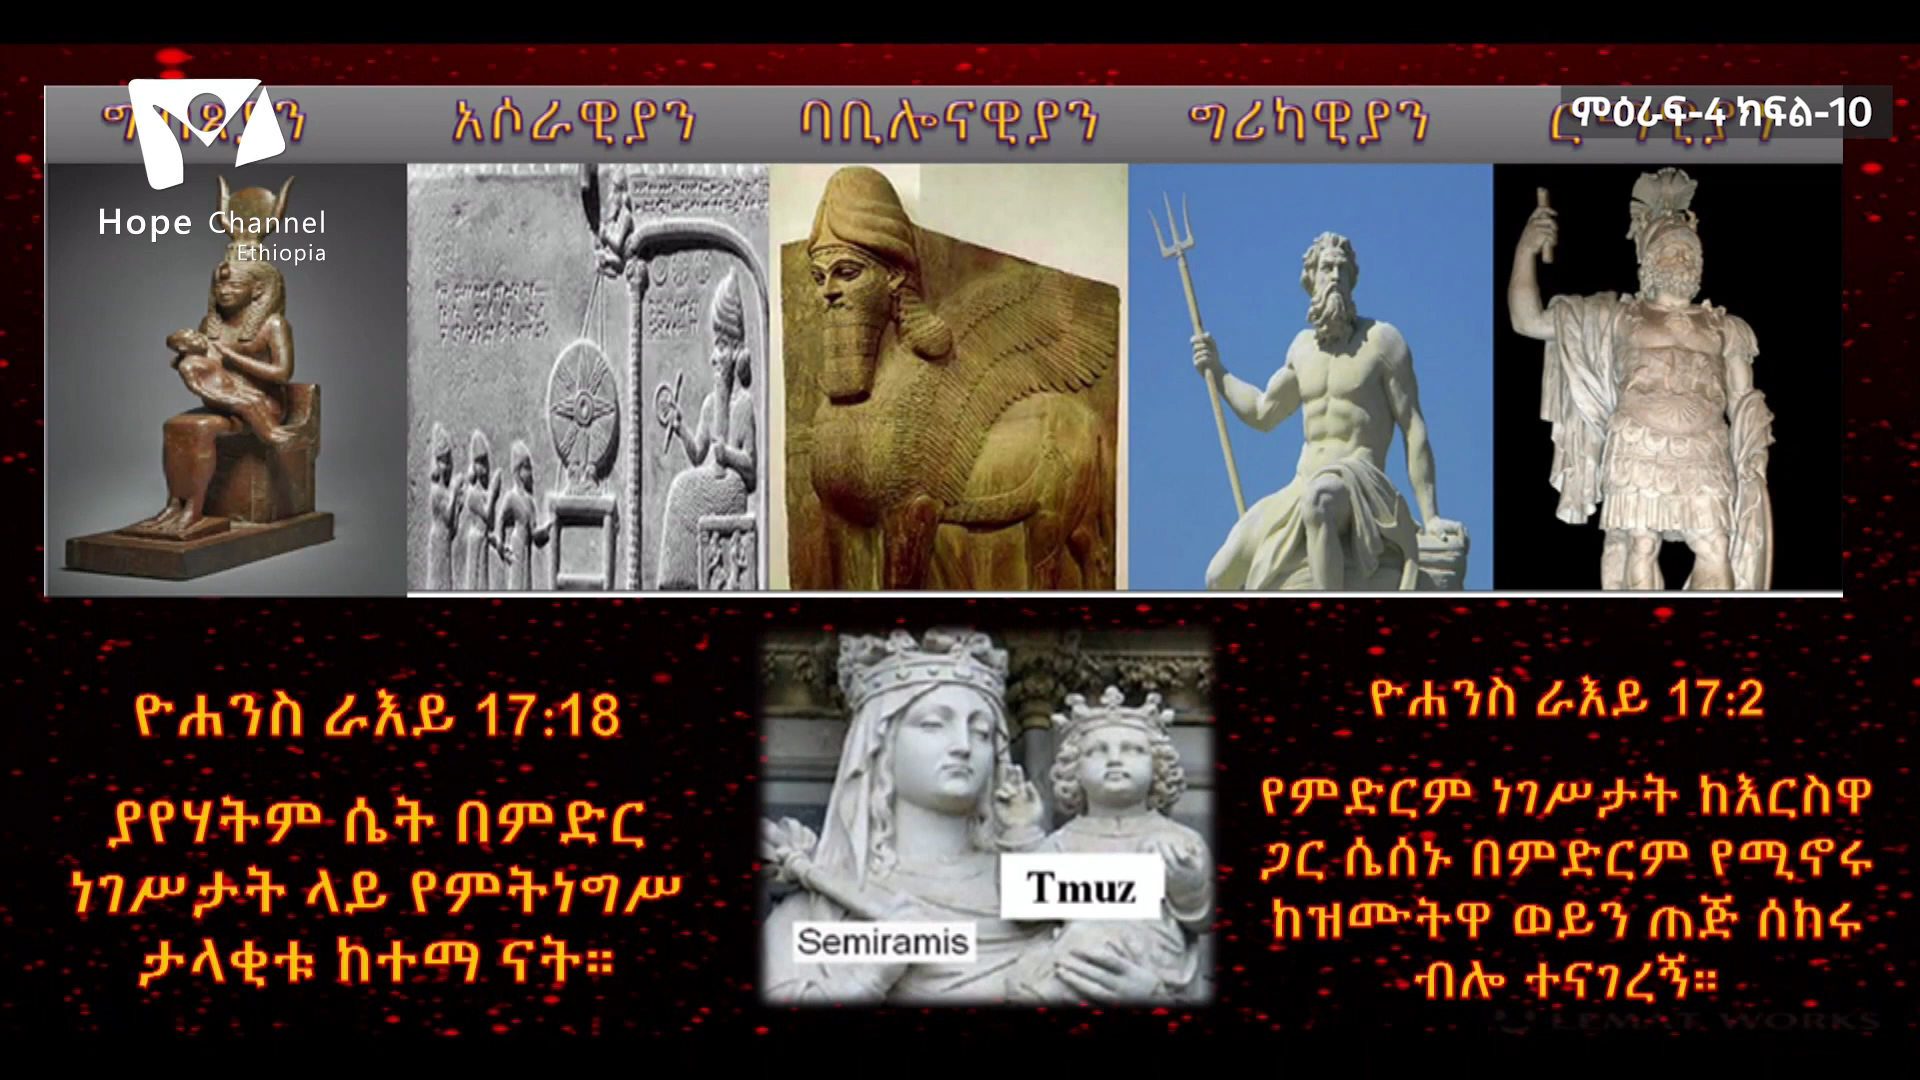 አሶራዊያን
ባቢሎናዊያን
ግሪካዊያን
ምዕራፍ-4 ክፍል-10
Hope Channel
Ethiopia
ዮሐንስ ራእይ 17:18
ያየሃትም ሴት በምድር
ነገሥታት ላይ የምትነግሥ
ታላቂቱ ከተማ ናት።
Tmuz
Semiramis
ዮሐንስ ራእይ 17:2
የምድርም ነገሥታት ከእርስዋ
ጋር ሴሰኑ በምድርም የሚኖሩ
ከዝሙትዋ ወይን ጠጅ ሰከሩ
ብሎ ተናገረኝ።
LEMAT WORKS